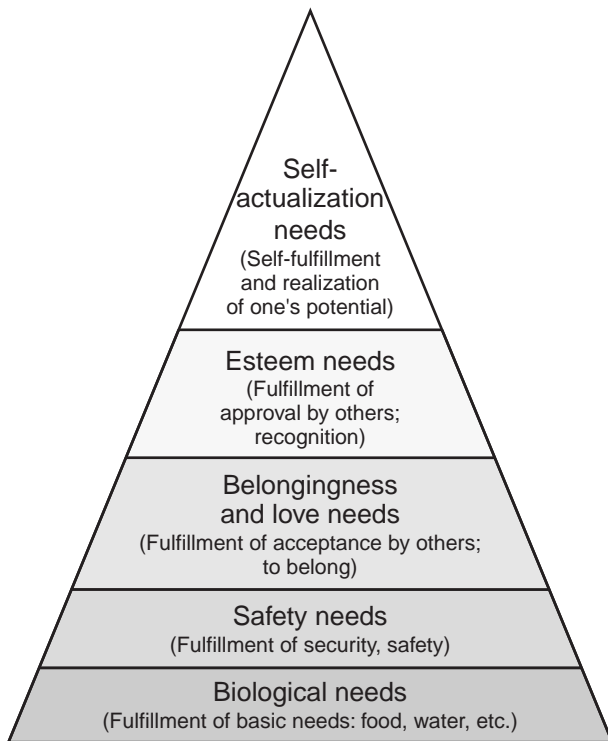 Self-
actualization
needs
(Self-fulfillment
and realization
of one's potential)
Esteem needs
(Fulfillment of
approval by others;
recognition)
Belongingness
and love needs
(Fulfillment of acceptance by others;
to belong)
Safety needs
(Fulfillment of security, safety)
Biological needs
(Fulfillment of basic needs: food, water, etc.)